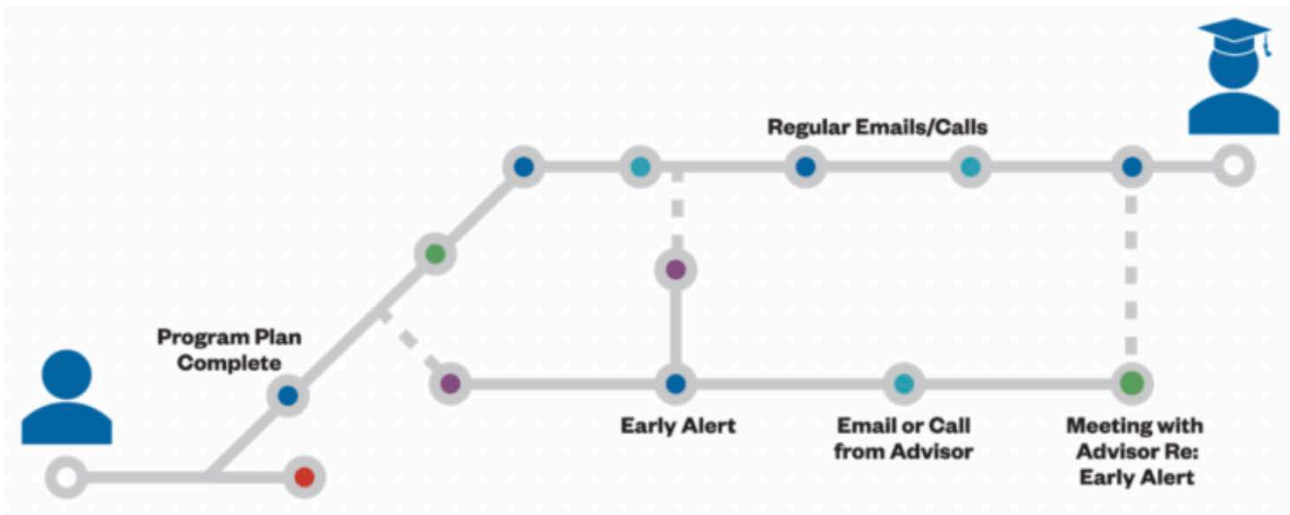 Regular Emails/Calls
Program Plan
Complete
Early Alert
Email or Call
from Advisor
Meeting with
Advisor Re:
Early Alert